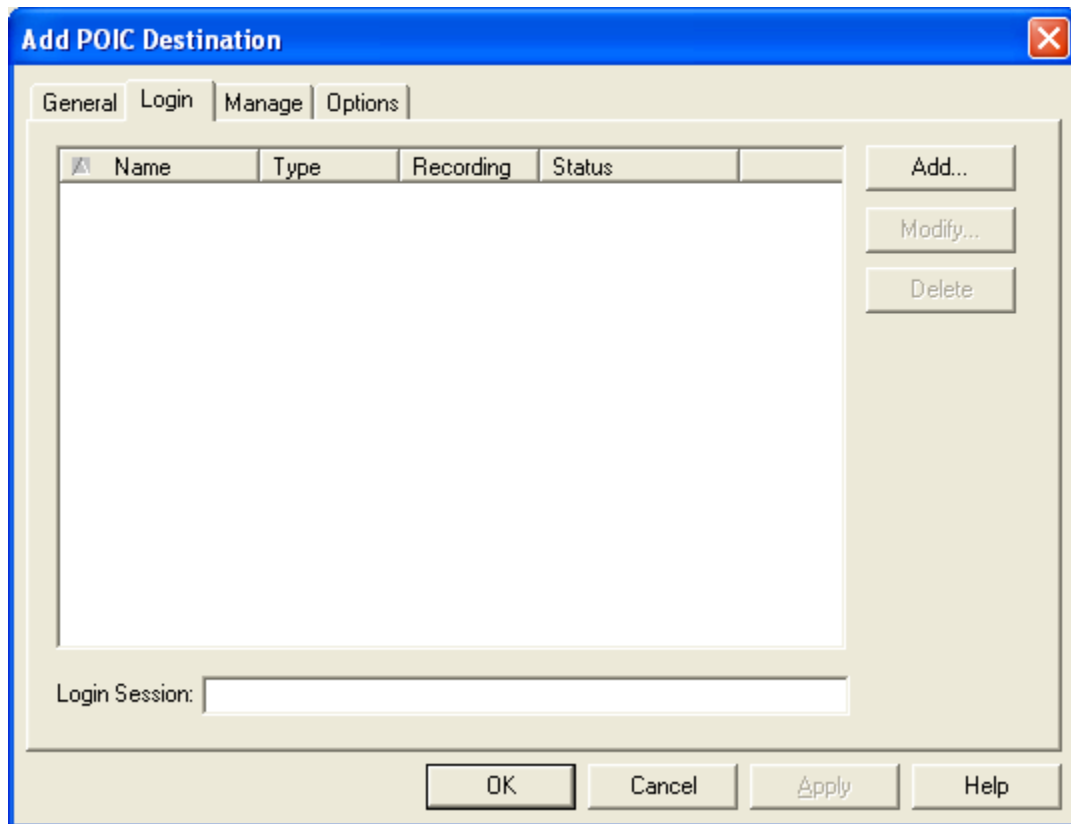 Add POIC Destination
General Login Manage Options
Name Type Recording Status
Add...
Modify...
Delete
Login Session:
OK Cancel Apply Help